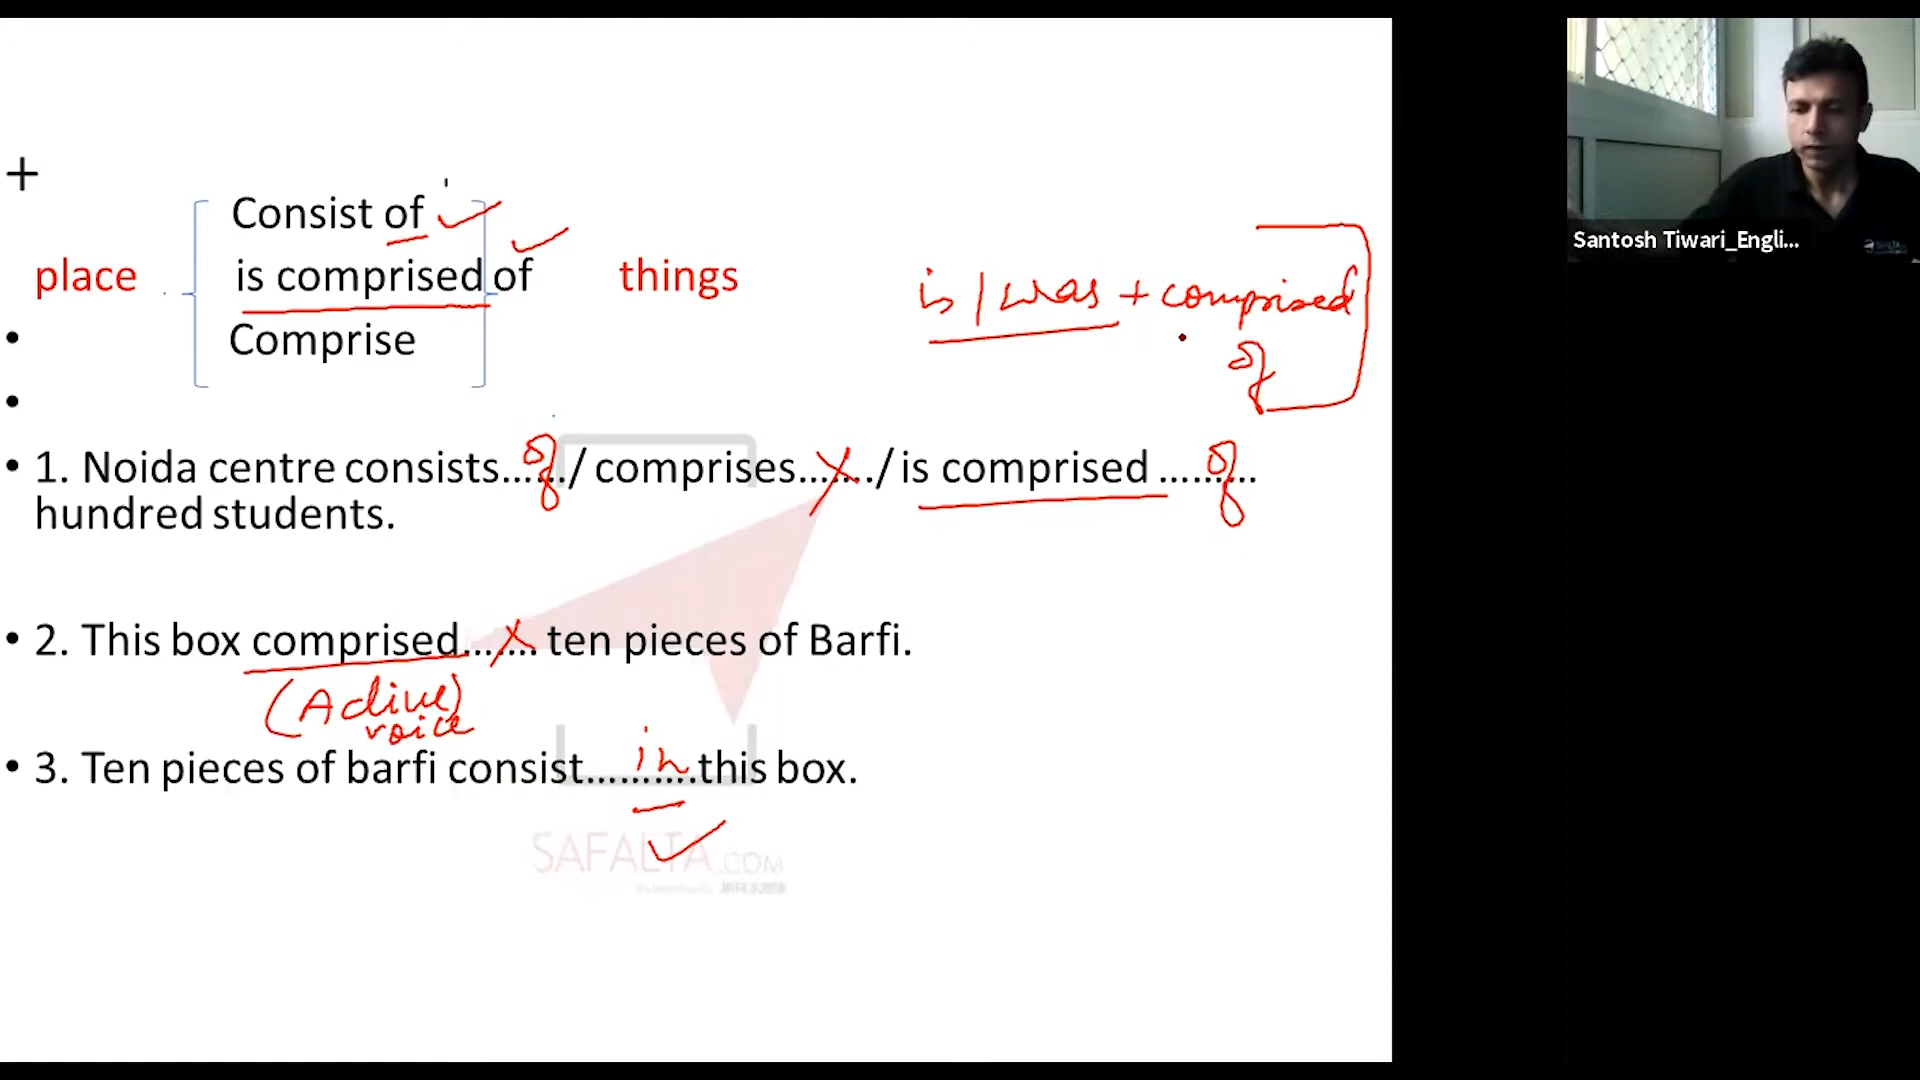 +
Consist of
is comprised of
Comprise
place
things
is/was + comprised
of
• 1. Noida centre consists...of.../ comprises...X.../ is comprised ...of...
hundred students.
• 2. This box comprised...X... ten pieces of Barfi.
(Active)
voice
• 3. Ten pieces of barfi consist...in...this box.
SAFALTA.COM
Santosh Tiwari_Engli...